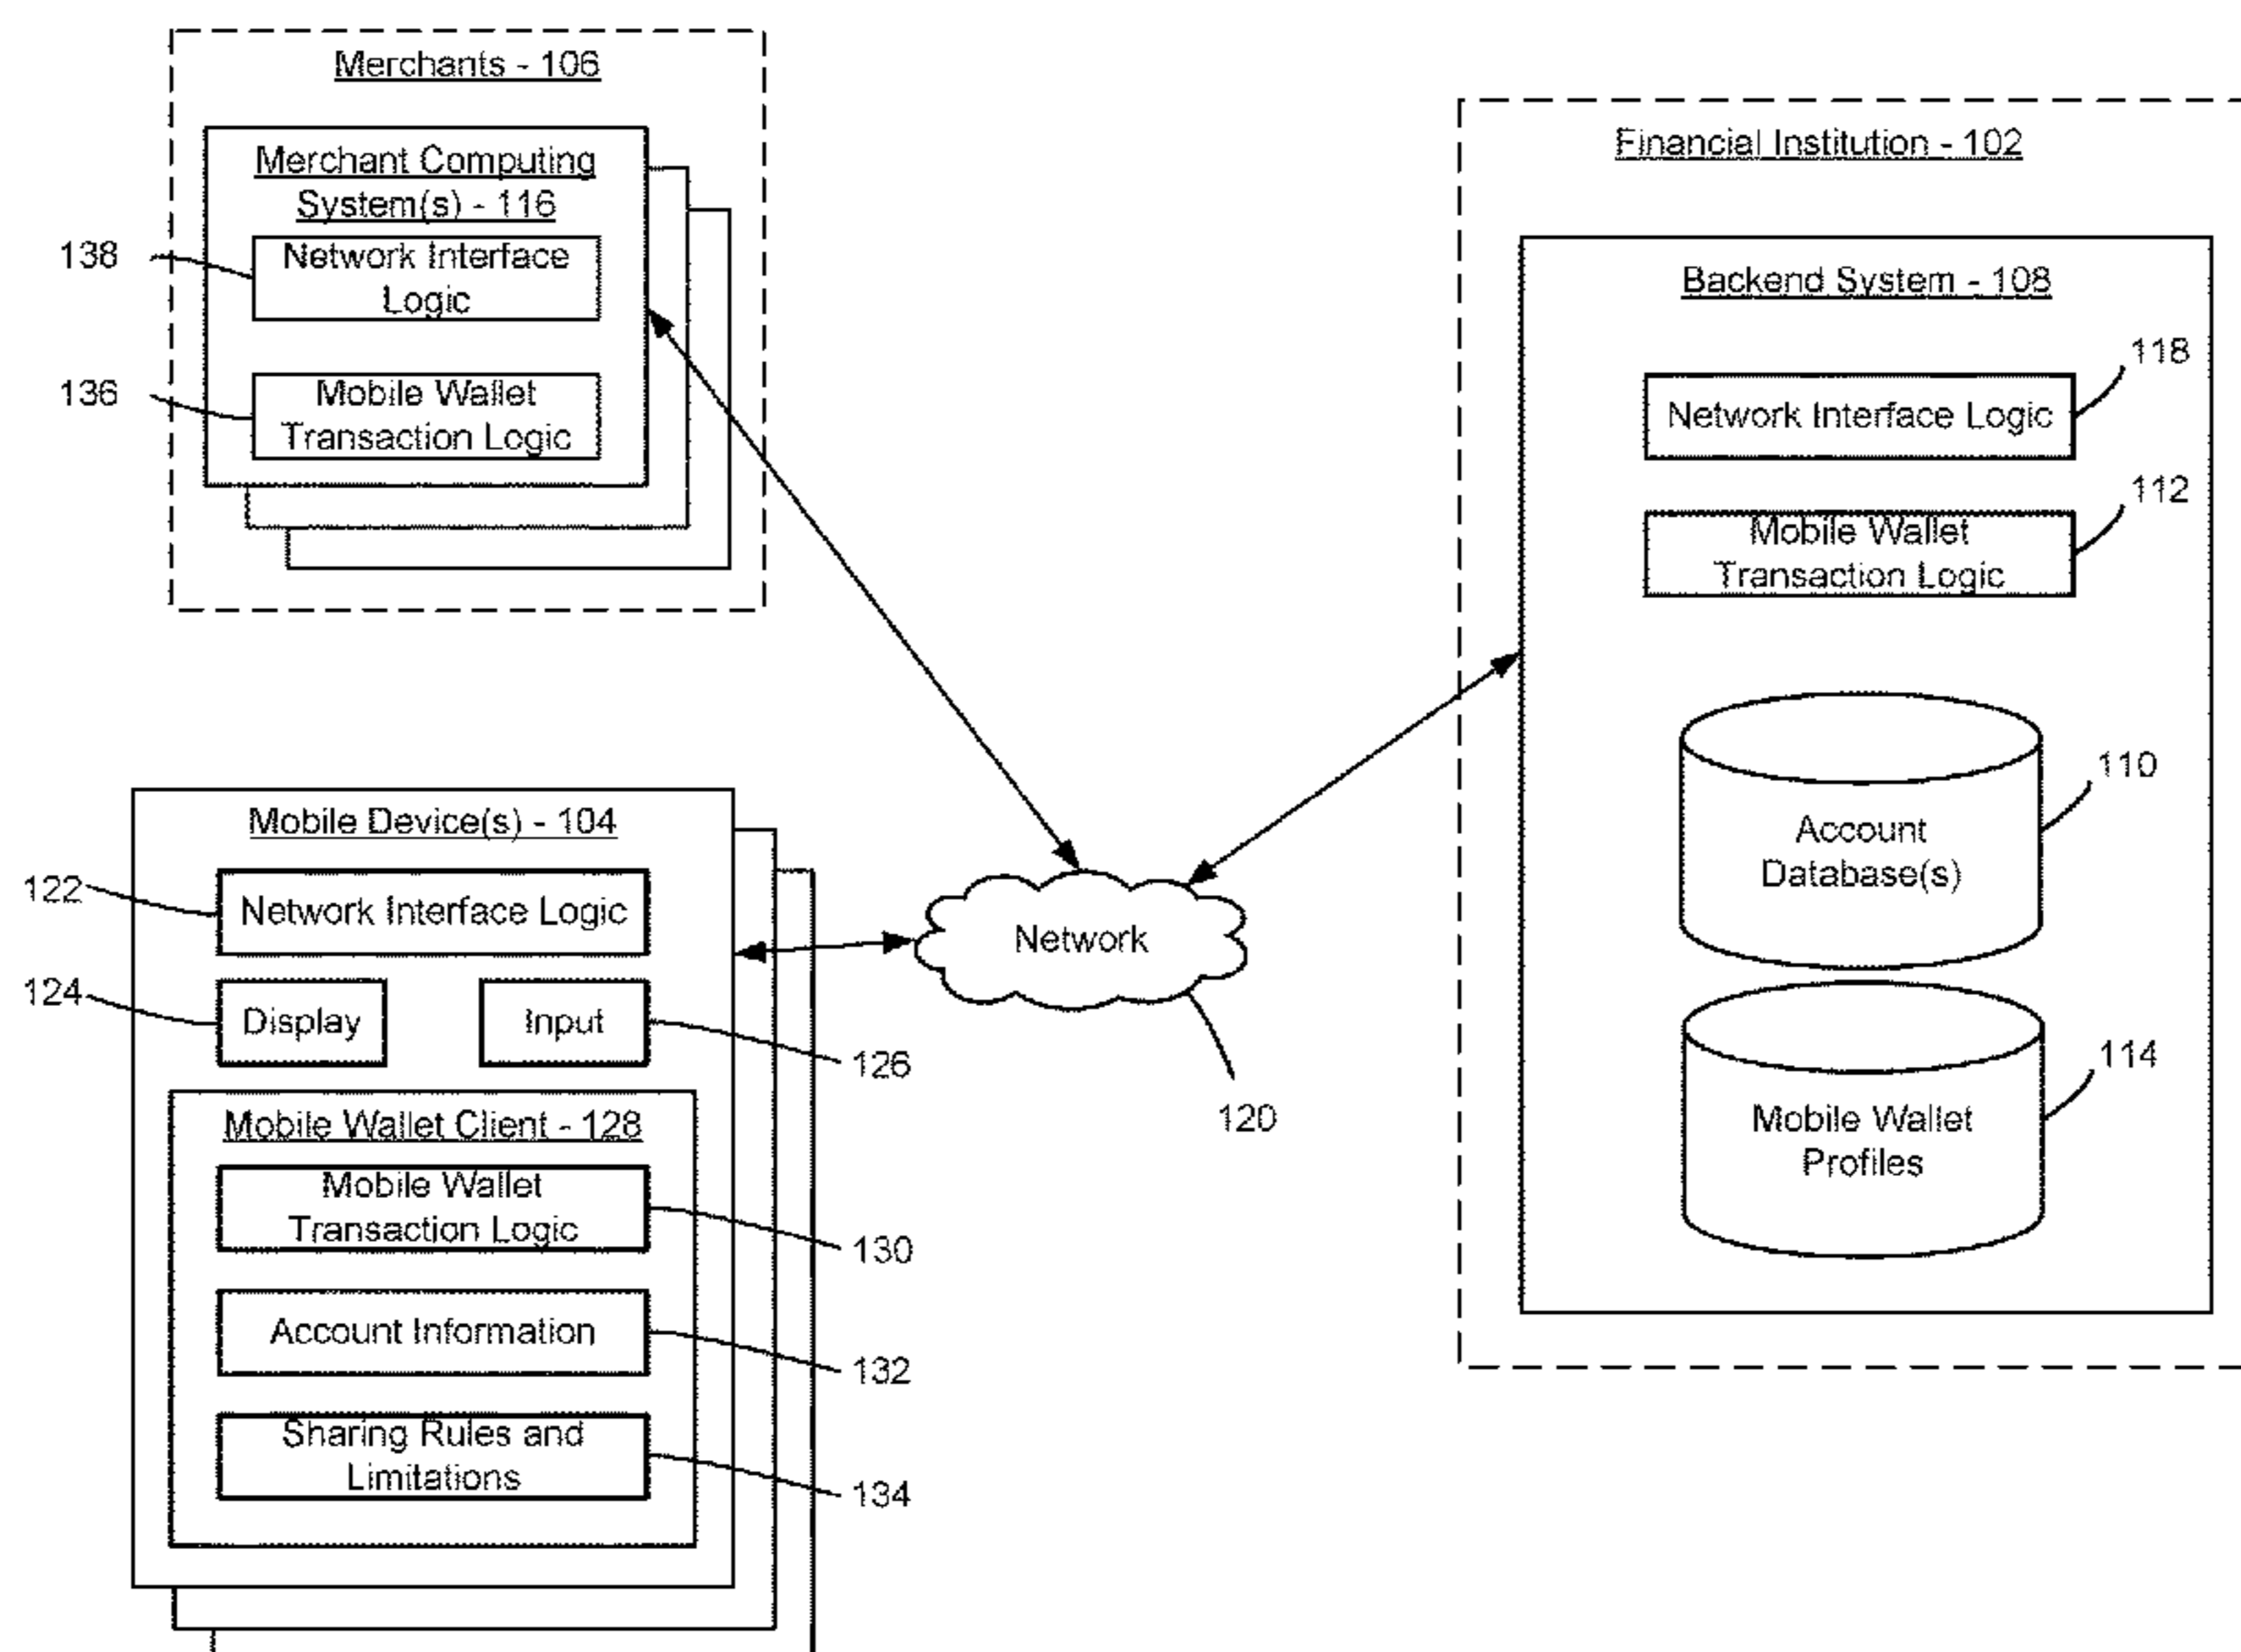 Merchants - 106
Merchant Computing
System(s) - 116
138
Network Interface
Logic
136
Mobile Wallet
Transaction Logic
Financial Institution - 102
Backend System - 108
118
Network Interface Logic
112
Mobile Wallet
Transaction Logic
110
Account
Database(s)
114
Mobile Wallet
Profiles
Mobile Device(s) - 104
122
Network Interface Logic
124
Display
Input
126
Mobile Wallet Client - 128
Mobile Wallet
Transaction Logic
130
Account Information
132
Sharing Rules and
Limitations
134
Network
120